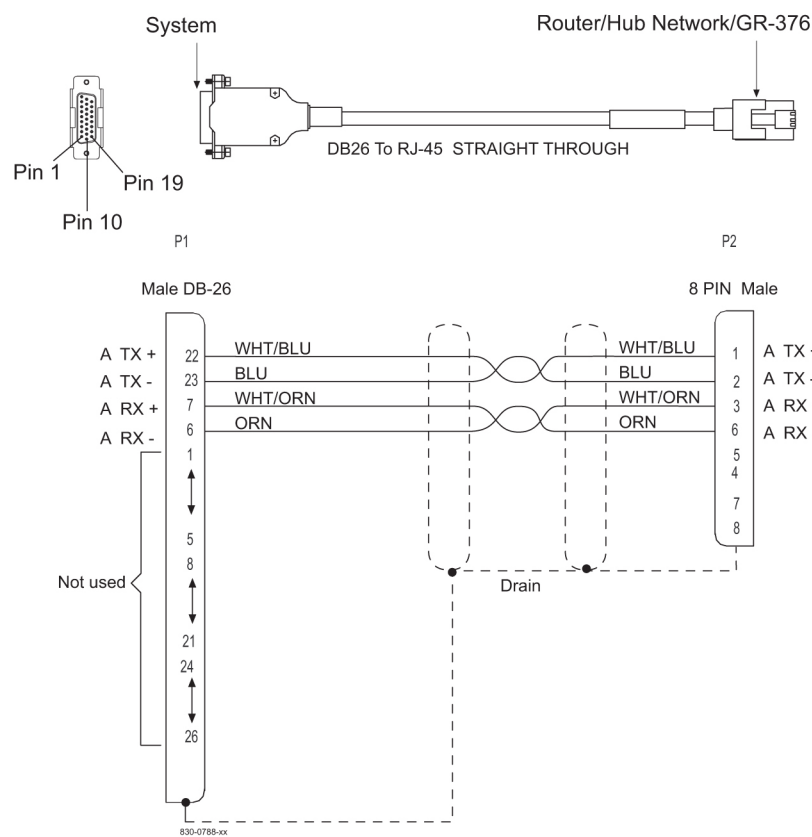 System
Router/Hub Network/GR-376
Pin 1
Pin 19
Pin 10
DB26 To RJ-45 STRAIGHT THROUGH
P1
P2
Male DB-26
8 PIN Male
A TX + 22 WHT/BLU WHT/BLU 1 A TX
A TX - 23 BLU BLU 2 A TX -
A RX + 7 WHT/ORN WHT/ORN 3 A RX
A RX - 6 ORN ORN 6 A RX
1
5
4
7
8
5
8
Not used
Drain
21
24
26
830-0788-xx